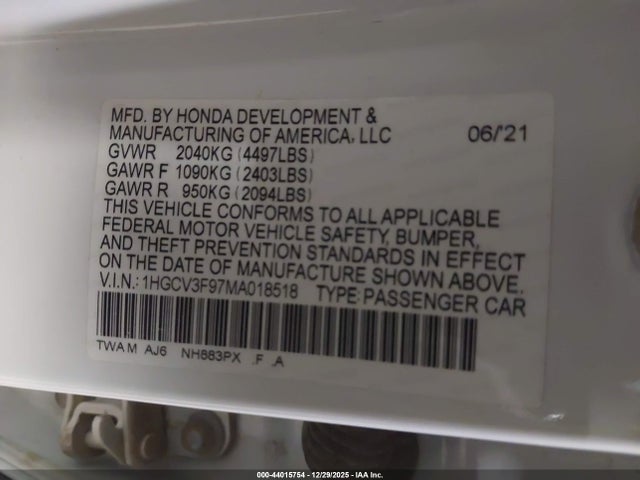 MFD. BY HONDA DEVELOPMENT &
MANUFACTURING OF AMERICA, LLC 06/'21
GVWR 2040KG (4497LBS)
GAWR F 1090KG (2403LBS)
GAWR R 950KG (2094LBS)
THIS VEHICLE CONFORMS TO ALL APPLICABLE
FEDERAL MOTOR VEHICLE SAFETY, BUMPER,
AND THEFT PREVENTION STANDARDS IN EFFECT
ON THE DATE OF MANUFACTURE SHOWN ABOVE.
V.I.N.: 1HGCV3F97MA018518 TYPE: PASSENGER CAR
TWA M AJ6 NH883PX .F .A
000-44015754 - 12/29/2025 - IAA Inc.